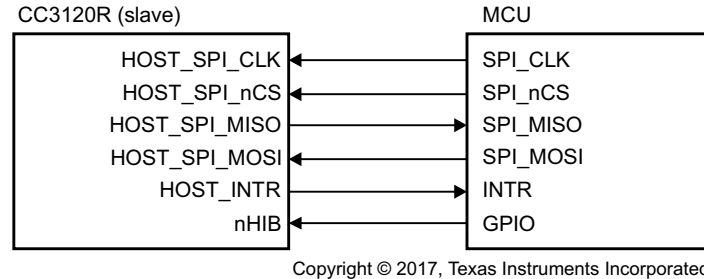 CC3120R (slave) MCU
HOST_SPI_CLK SPI_CLK
HOST_SPI_nCS SPI_nCS
HOST_SPI_MISO SPI_MISO
HOST_SPI_MOSI SPI_MOSI
HOST_INTR INTR
nHIB GPIO
Copyright © 2017, Texas Instruments Incorporated